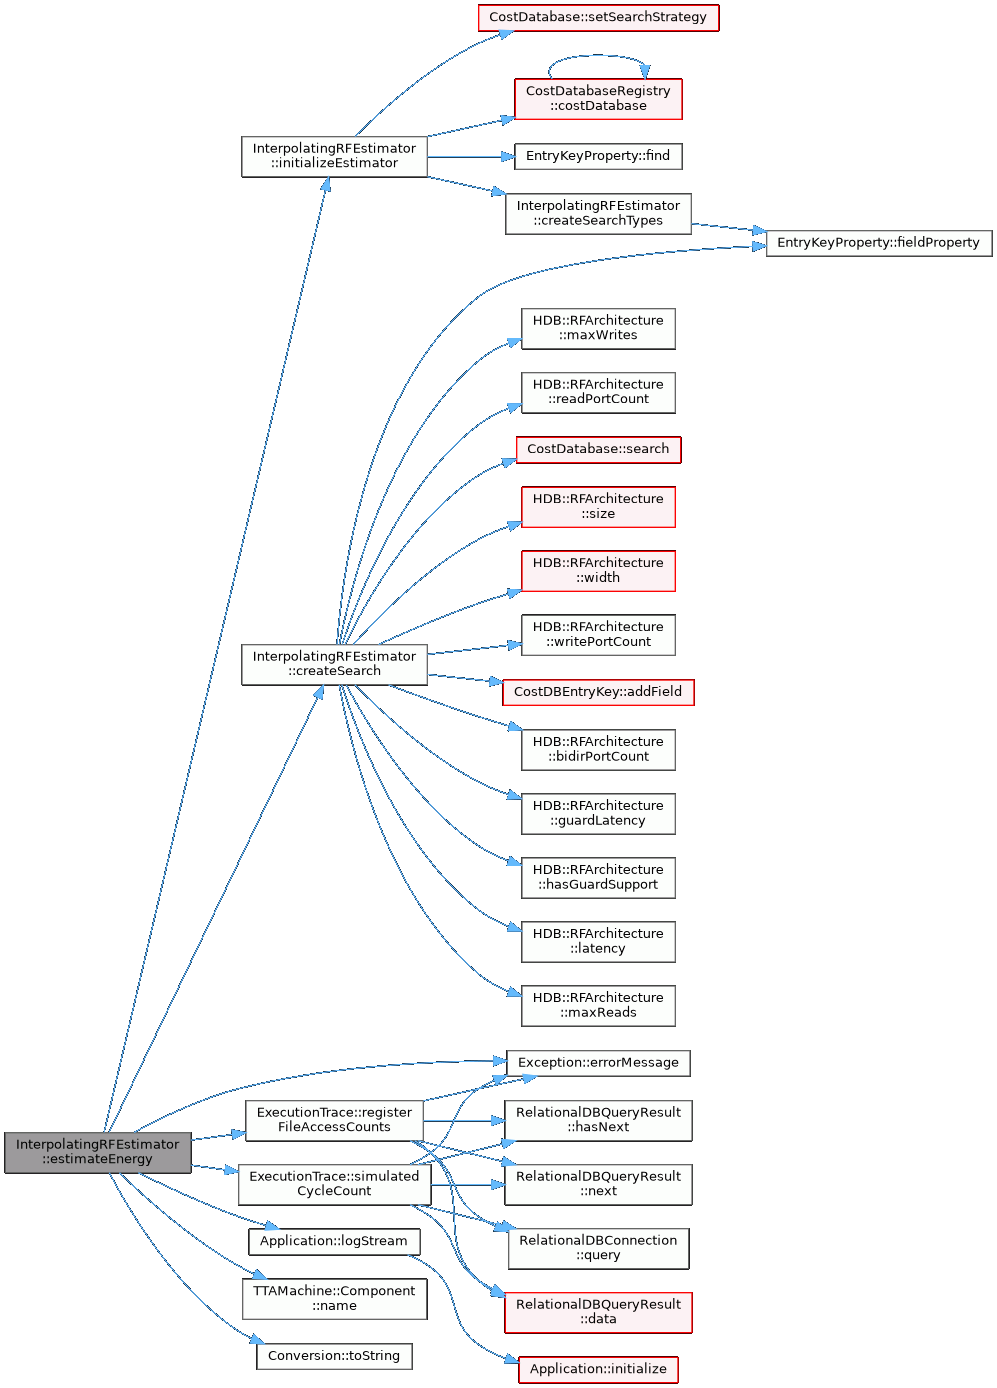 CostDatabase::setSearchStrategy
CostDatabaseRegistry
::costDatabase
InterpolatingRFEstimator
::initializeEstimator
EntryKeyProperty::find
InterpolatingRFEstimator
::createSearchTypes
EntryKeyProperty::fieldProperty
HDB::RFArchitecture
::maxWrites
HDB::RFArchitecture
::readPortCount
CostDatabase::search
HDB::RFArchitecture
::size
HDB::RFArchitecture
::width
HDB::RFArchitecture
::writePortCount
InterpolatingRFEstimator
::createSearch
CostDBEntryKey::addField
HDB::RFArchitecture
::bidirPortCount
HDB::RFArchitecture
::guardLatency
HDB::RFArchitecture
::hasGuardSupport
HDB::RFArchitecture
::latency
HDB::RFArchitecture
::maxReads
Exception::errorMessage
ExecutionTrace::register
FileAccessCounts
RelationalDBQueryResult
::hasNext
InterpolatingRFEstimator
::estimateEnergy
ExecutionTrace::simulated
CycleCount
RelationalDBQueryResult
::next
Application::logStream
RelationalDBConnection
::query
TTAMachine::Component
::name
RelationalDBQueryResult
::data
Conversion::toString
Application::initialize